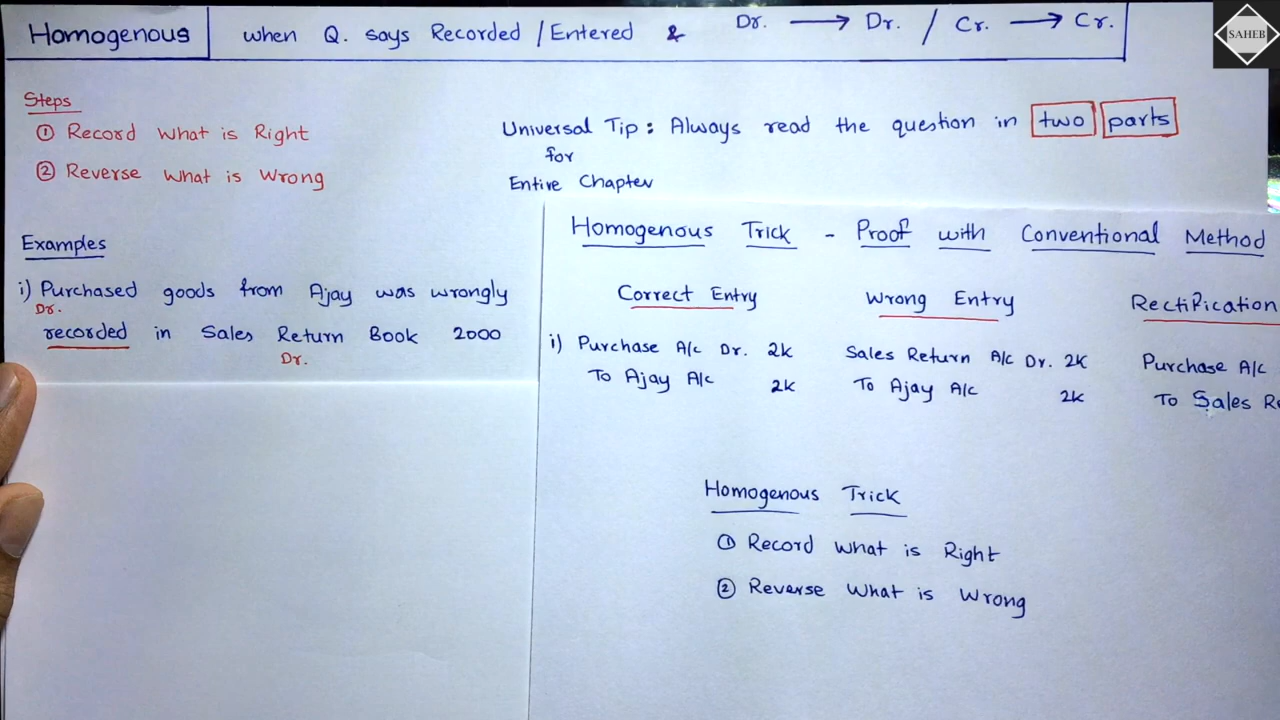 Homogenous when Q. says Recorded / Entered & Dr. → Dr. / Cr. → Cr.
SAHEB
Steps
① Record what is Right
② Reverse what is Wrong
Universal Tip : Always read the question in two parts
for
Entire Chapter
Examples
i) Purchased goods from Ajay was wrongly
Dr.
recorded in Sales Return Book 2000
Dr.
Homogenous Trick - Proof with Conventional Method
Correct Entry Wrong Entry Rectification
i) Purchase A/c Dr. 2K Sales Return A/c Dr. 2K Purchase A/c
To Ajay A/c 2K To Ajay A/c 2K To Sales Re
Homogenous Trick
① Record what is Right
② Reverse what is Wrong